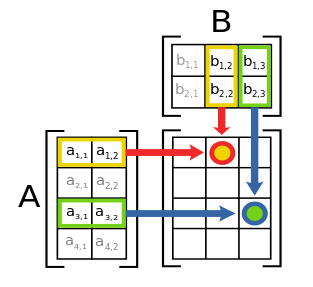 B
b1,1 b1,2 b1,3
b2,1 b2,2 b2,3
A
a1,1 a1,2
a2,1 a2,2
a3,1 a3,2
a4,1 a4,2